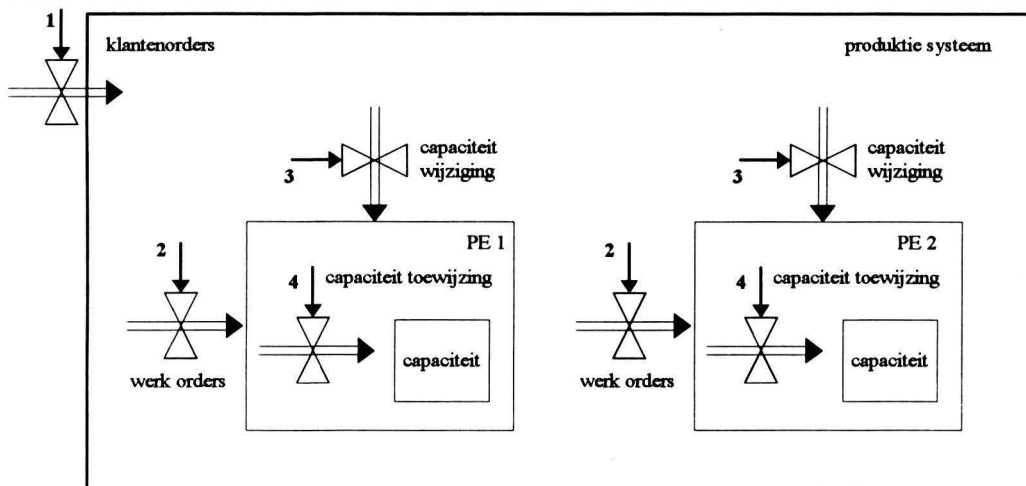 1
klantenorders
produktie systeem
capaciteit
wijziging
3
capaciteit
wijziging
3
PE 1
2
4
capaciteit toewijzing
capaciteit
werk orders
PE 2
2
4
capaciteit toewijzing
capaciteit
werk orders